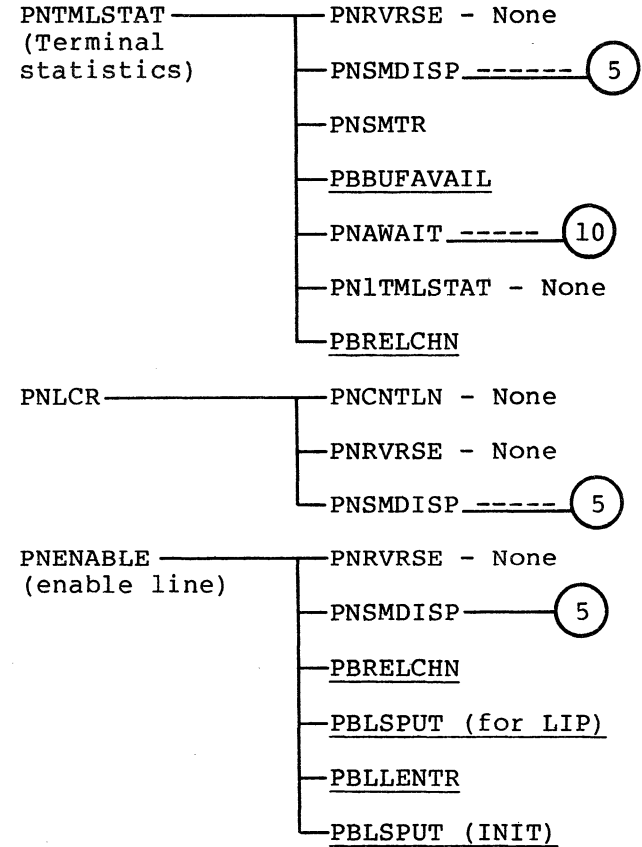 PNTMLSTAT PNRVRSE - None
(Terminal
statistics) PNSMDISP ------ 5
PNSMTR
PBBUFAVAIL
PNAWAIT ----- 10
PN1TMLSTAT - None
PBRELCHN
PNLCR PNCNTLN - None
PNRVRSE - None
PNSMDISP ----- 5
PNENABLE PNRVRSE - None
(enable line)
PNSMDISP 5
PBRELCHN
PBLSPUT (for LIP)
PBLLENTR
PBLSPUT (INIT)